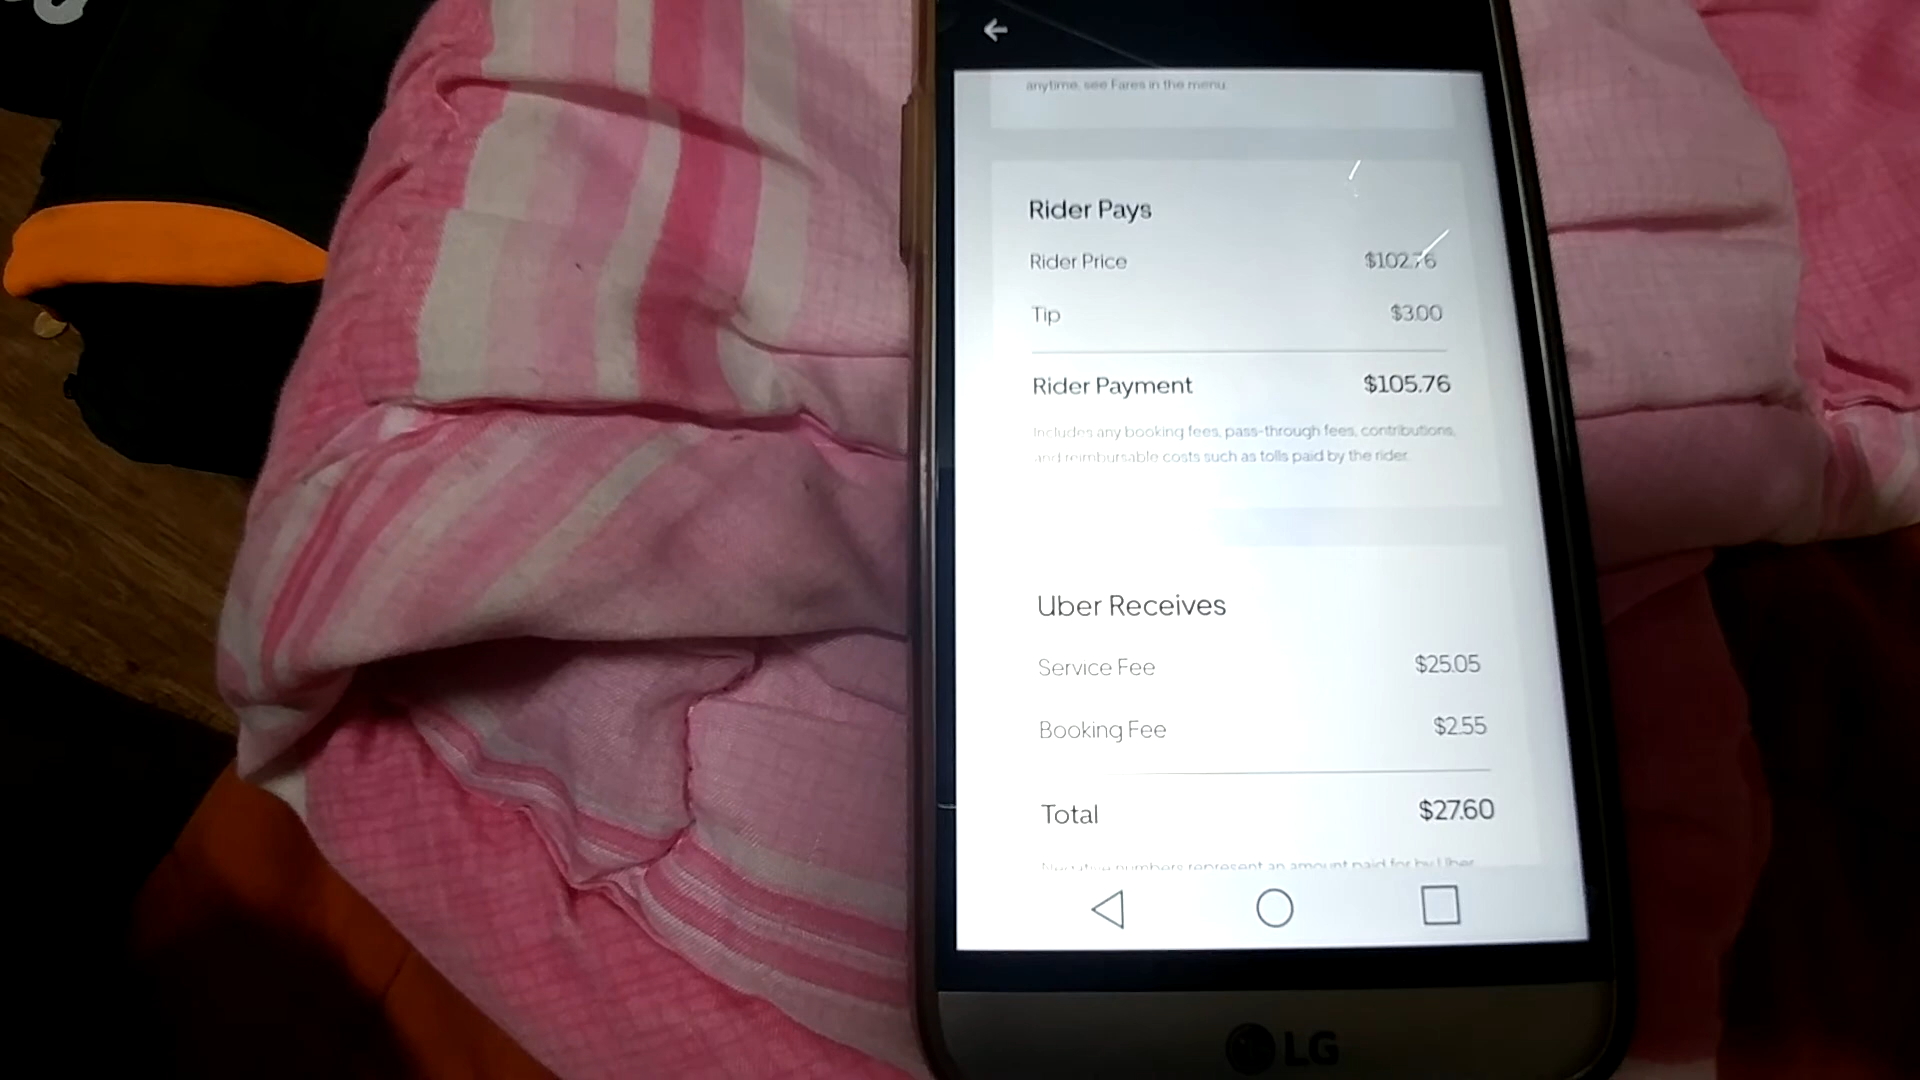 anytime, see Fares in the menu.
Rider Pays
Rider Price $102.76
Tip $3.00
Rider Payment $105.76
Includes any booking fees, pass-through fees, contributions,
and reimbursable costs such as tolls paid by the rider.
Uber Receives
Service Fee $25.05
Booking Fee $2.55
Total $27.60
numbers represent an amount paid for by Uber
LG